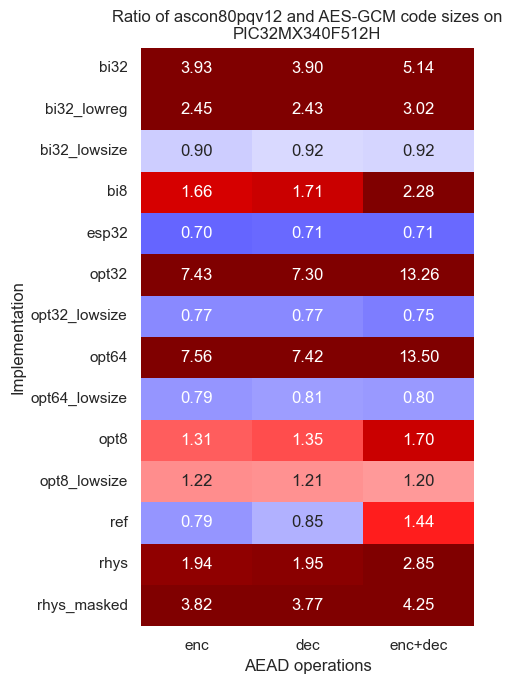 Ratio of ascon80pqv12 and AES-GCM code sizes on
PIC32MX340F512H
bi32 3.93 3.90 5.14
bi32_lowreg 2.45 2.43 3.02
bi32_lowsize 0.90 0.92 0.92
bi8 1.66 1.71 2.28
esp32 0.70 0.71 0.71
opt32 7.43 7.30 13.26
opt32_lowsize 0.77 0.77 0.75
opt64 7.56 7.42 13.50
opt64_lowsize 0.79 0.81 0.80
opt8 1.31 1.35 1.70
opt8_lowsize 1.22 1.21 1.20
ref 0.79 0.85 1.44
rhys 1.94 1.95 2.85
rhys_masked 3.82 3.77 4.25
enc dec enc+dec
AEAD operations
Implementation